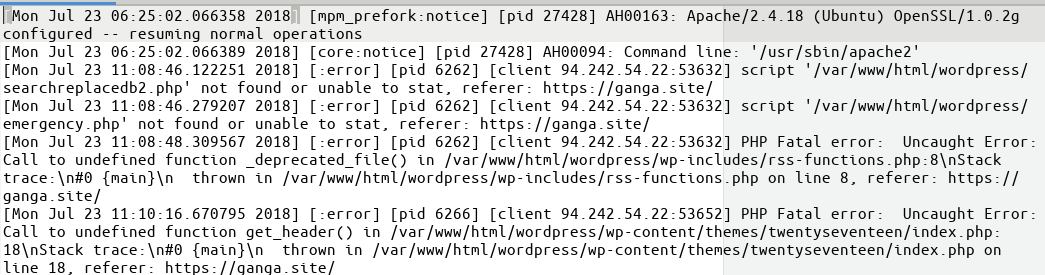 [Mon Jul 23 06:25:02.066358 2018] [mpm_prefork:notice] [pid 27428] AH00163: Apache/2.4.18 (Ubuntu) OpenSSL/1.0.2g
configured -- resuming normal operations
[Mon Jul 23 06:25:02.066389 2018] [core:notice] [pid 27428] AH00094: Command line: '/usr/sbin/apache2'
[Mon Jul 23 11:08:46.122251 2018] [:error] [pid 6262] [client 94.242.54.22:53632] script '/var/www/html/wordpress/
searchreplacedb2.php' not found or unable to stat, referer: https://ganga.site/
[Mon Jul 23 11:08:46.279207 2018] [:error] [pid 6262] [client 94.242.54.22:53632] script '/var/www/html/wordpress/
emergency.php' not found or unable to stat, referer: https://ganga.site/
[Mon Jul 23 11:08:48.309567 2018] [:error] [pid 6262] [client 94.242.54.22:53632] PHP Fatal error:  Uncaught Error:
Call to undefined function _deprecated_file() in /var/www/html/wordpress/wp-includes/rss-functions.php:8\nStack
trace:\n#0 {main}\n  thrown in /var/www/html/wordpress/wp-includes/rss-functions.php on line 8, referer: https://
ganga.site/
[Mon Jul 23 11:10:16.670795 2018] [:error] [pid 6266] [client 94.242.54.22:53652] PHP Fatal error:  Uncaught Error:
Call to undefined function get_header() in /var/www/html/wordpress/wp-content/themes/twentyseventeen/index.php:
18\nStack trace:\n#0 {main}\n  thrown in /var/www/html/wordpress/wp-content/themes/twentyseventeen/index.php on
line 18, referer: https://ganga.site/